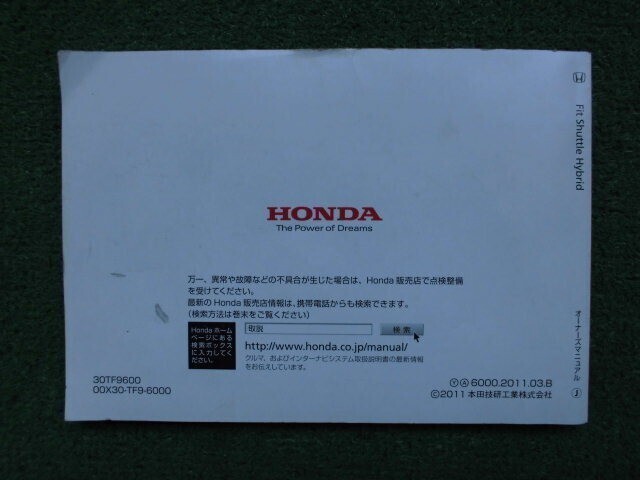 HONDA
The Power of Dreams
万一、異常や故障などの不具合が生じた場合は、Honda 販売店で点検整備
を受けてください。
最新の Honda 販売店情報は、携帯電話からも検索できます。
(検索方法は巻末をご覧ください)
Honda ホーム
ページにある
検索ボックス
に入力してく
ださい。
取説
検 索
http://www.honda.co.jp/manual/
クルマ、およびインターナビシステム取扱説明書の最新情報
をお伝えしています。
30TF9600
00X30-TF9-6000
ⓎⒶ6000.2011.03.B
©2011 本田技研工業株式会社
Fit Shuttle Hybrid
オーナーズマニュアル Ⓙ